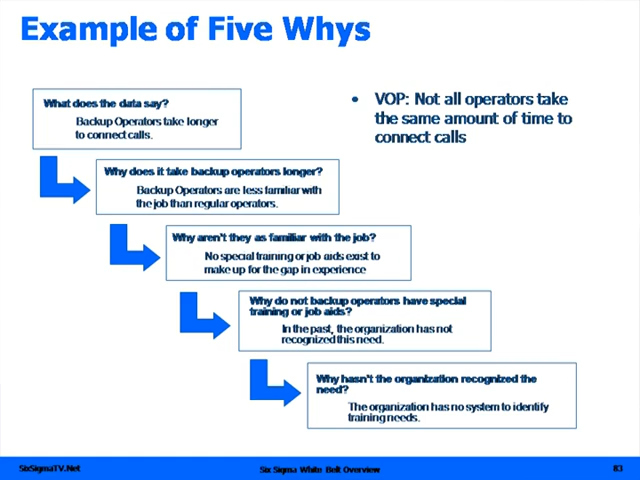 Example of Five Whys
What does the data say?
Backup Operators take longer
to connect calls.
• VOP: Not all operators take
the same amount of time to
connect calls
Why does it take backup operators longer?
Backup Operators are less familiar with
the job than regular operators.
Why aren't they as familiar with the job?
No special training or job aids exist to
make up for the gap in experience
Why do not backup operators have special
training or job aids?
In the past, the organization has not
recognized this need.
Why hasn't the organization recognized the
need?
The organization has no system to identify
training needs.
SixSigmaTV.Net
Six Sigma White Belt Overview
83